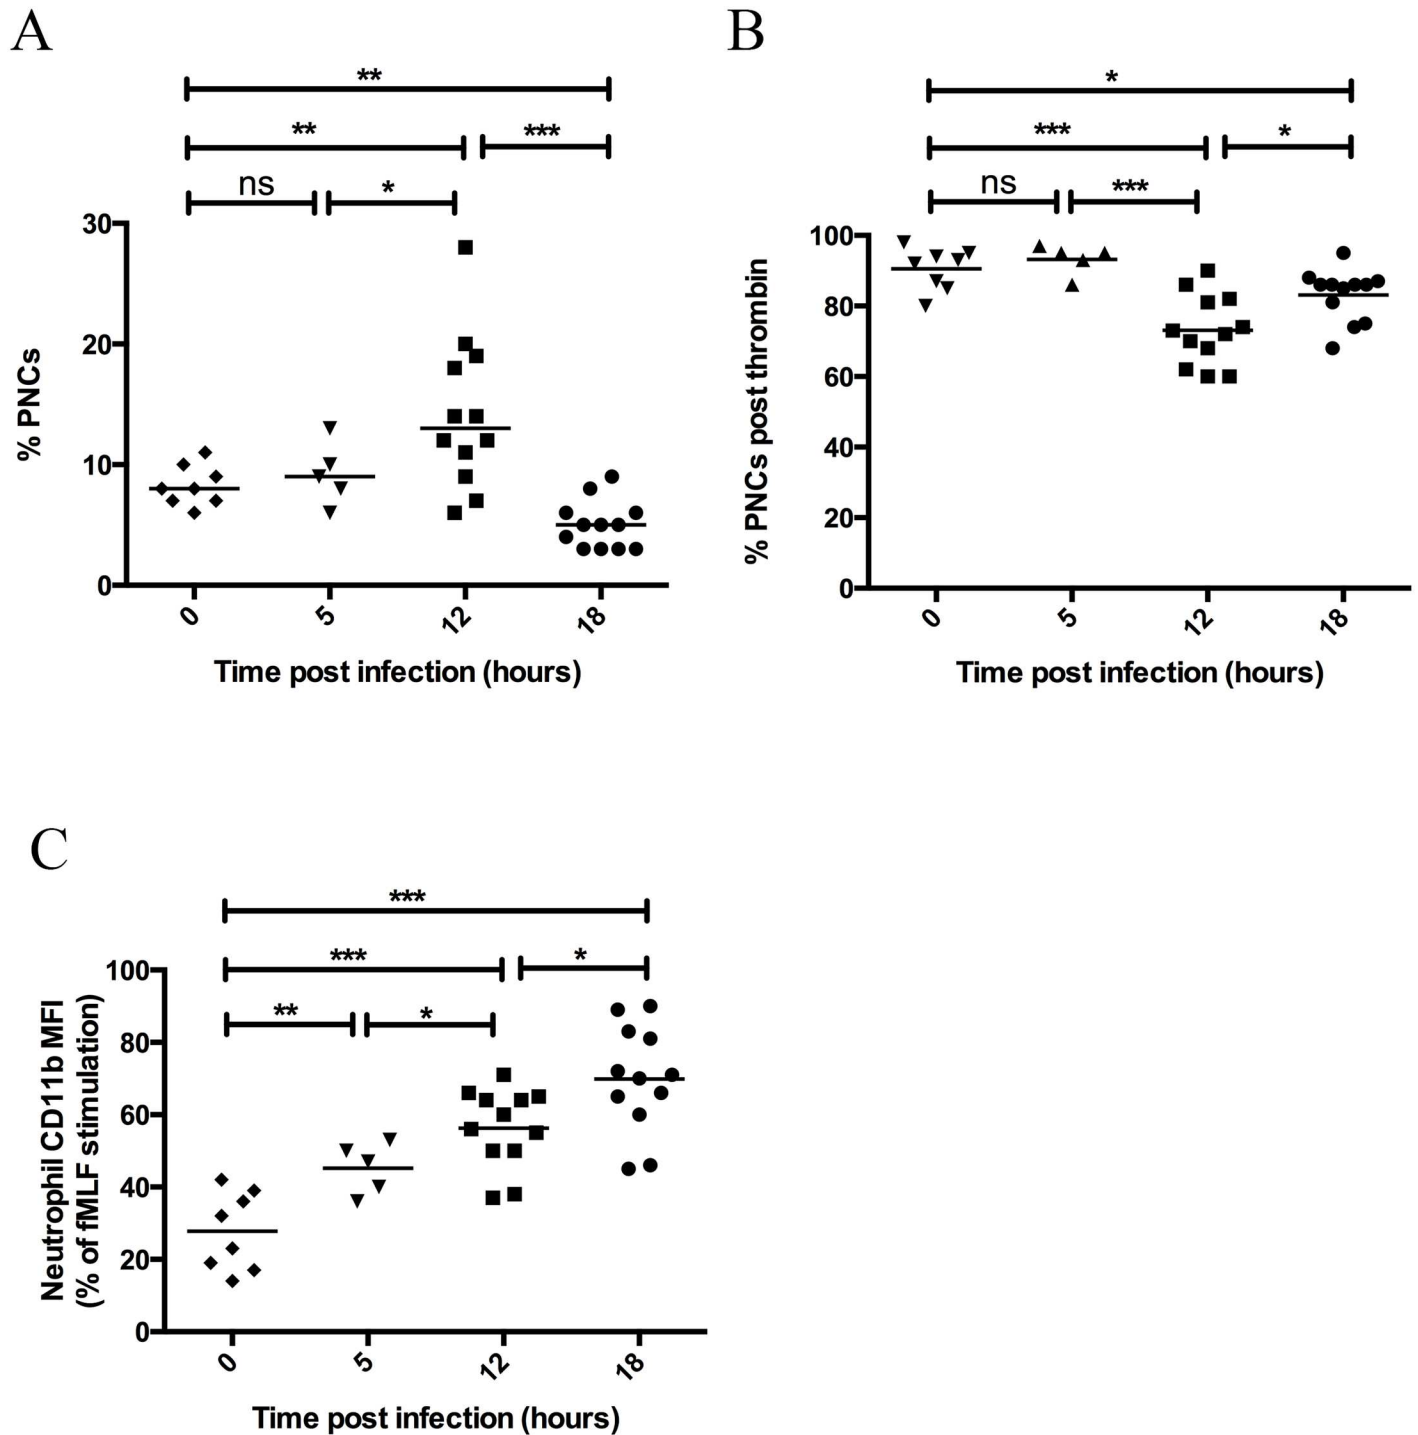 A
**
** ***
ns *
30
20
10
0
% PNCs
0 5 12 18
Time post infection (hours)
B
*
*** *
ns ***
100
80
60
40
20
0
% PNCs post thrombin
0 5 12 18
Time post infection (hours)
C
***
*** *
** *
100
80
60
40
20
0
Neutrophil CD11b MFI
(% of fMLF stimulation)
0 5 12 18
Time post infection (hours)